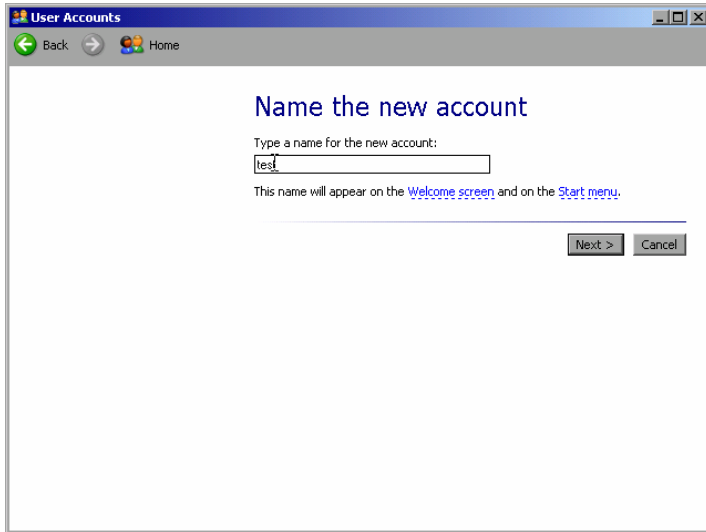 User Accounts
Back Home
Name the new account
Type a name for the new account:
test
This name will appear on the Welcome screen and on the Start menu.
Next > Cancel